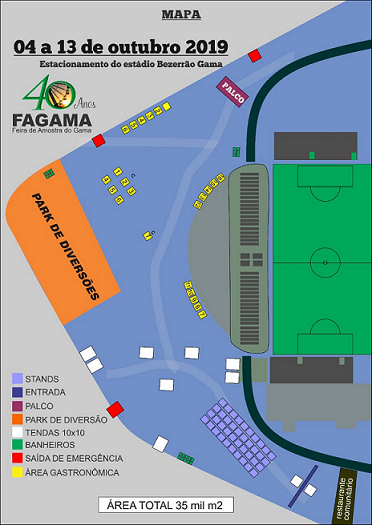 MAPA
04 a 13 de outubro 2019
Estacionamento do estádio Bezerrão Gama
40 Anos
FAGAMA
Feira de Amostra do Gama
PALCO
PARK DE DIVERSÕES
STANDS
ENTRADA
PALCO
PARK DE DIVERSÃO
TENDAS 10x10
BANHEIROS
SAÍDA DE EMERGÊNCIA
ÁREA GASTRONÔMICA
ÁREA TOTAL 35 mil m2
restaurante
comunitário